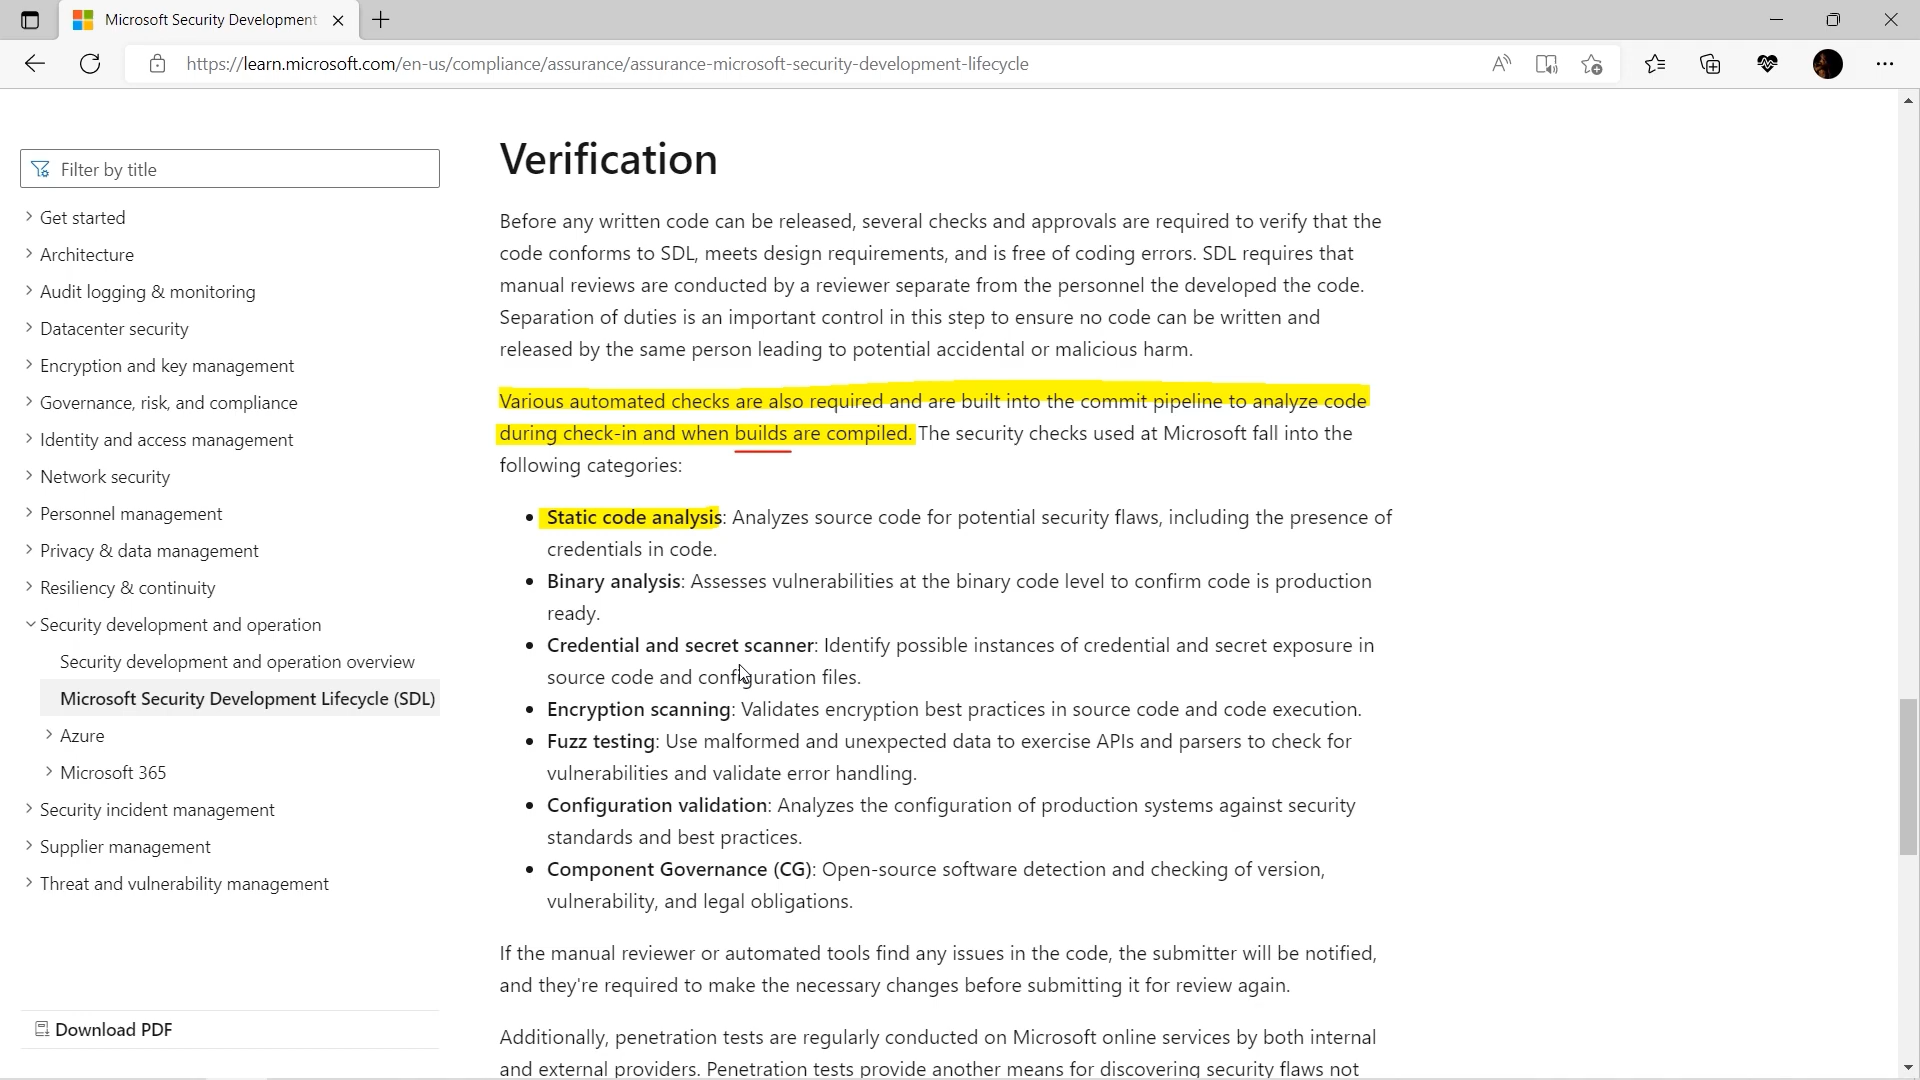 Microsoft Security Development
https://learn.microsoft.com/en-us/compliance/assurance/assurance-microsoft-security-development-lifecycle
Filter by title
Get started
Architecture
Audit logging & monitoring
Datacenter security
Encryption and key management
Governance, risk, and compliance
Identity and access management
Network security
Personnel management
Privacy & data management
Resiliency & continuity
Security development and operation
Security development and operation overview
Microsoft Security Development Lifecycle (SDL)
Azure
Microsoft 365
Security incident management
Supplier management
Threat and vulnerability management
Download PDF
Verification
Before any written code can be released, several checks and approvals are required to verify that the
code conforms to SDL, meets design requirements, and is free of coding errors. SDL requires that
manual reviews are conducted by a reviewer separate from the personnel the developed the code.
Separation of duties is an important control in this step to ensure no code can be written and
released by the same person leading to potential accidental or malicious harm.
Various automated checks are also required and are built into the commit pipeline to analyze code
during check-in and when builds are compiled. The security checks used at Microsoft fall into the
following categories:
• Static code analysis: Analyzes source code for potential security flaws, including the presence of
credentials in code.
• Binary analysis: Assesses vulnerabilities at the binary code level to confirm code is production
ready.
• Credential and secret scanner: Identify possible instances of credential and secret exposure in
source code and configuration files.
• Encryption scanning: Validates encryption best practices in source code and code execution.
• Fuzz testing: Use malformed and unexpected data to exercise APIs and parsers to check for
vulnerabilities and validate error handling.
• Configuration validation: Analyzes the configuration of production systems against security
standards and best practices.
• Component Governance (CG): Open-source software detection and checking of version,
vulnerability, and legal obligations.
If the manual reviewer or automated tools find any issues in the code, the submitter will be notified,
and they're required to make the necessary changes before submitting it for review again.
Additionally, penetration tests are regularly conducted on Microsoft online services by both internal
and external providers. Penetration tests provide another means for discovering security flaws not